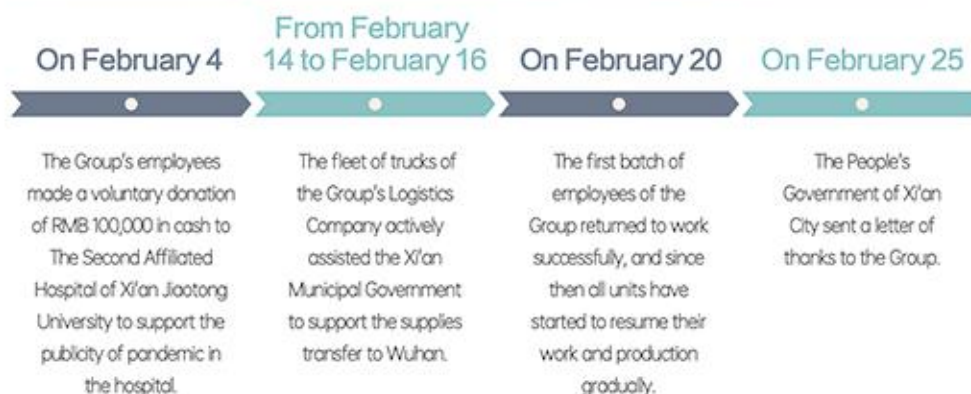 On February 4
The Group's employees
made a voluntary donation
of RMB 100,000 in cash to
The Second Affiliated
Hospital of Xi'an Jiaotong
University to support the
publicity of pandemic in
the hospital.
From February
14 to February 16
The fleet of trucks of
the Group's Logistics
Company actively
assisted the Xi'an
Municipal Government
to support the supplies
transfer to Wuhan.
On February 20
The first batch of
employees of the
Group returned to work
successfully, and since
then all units have
started to resume their
work and production
gradually.
On February 25
The People's
Government of Xi'an
City sent a letter of
thanks to the Group.